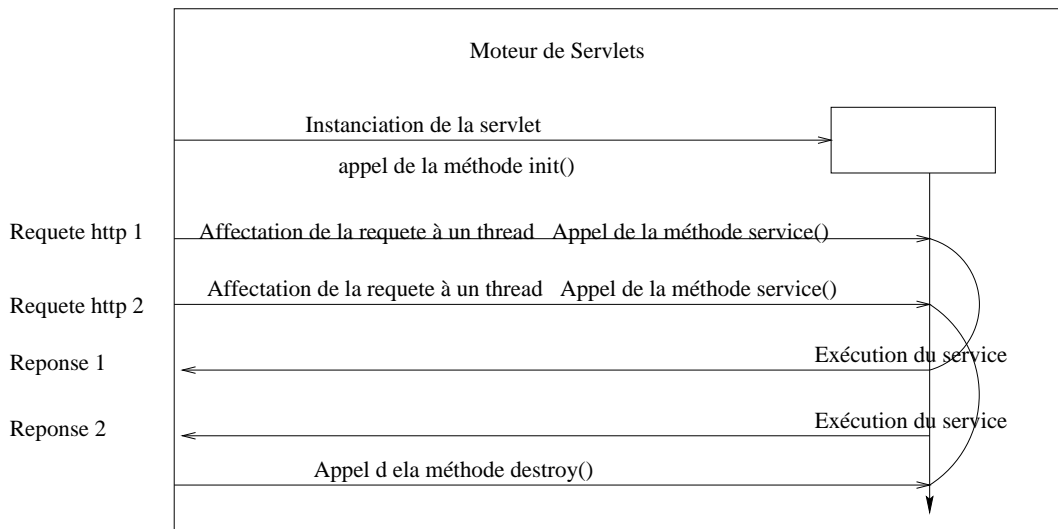 Moteur de Servlets
Instanciation de la servlet
appel de la méthode init()
Requete http 1
Affectation de la requete à un thread Appel de la méthode service()
Requete http 2
Affectation de la requete à un thread Appel de la méthode service()
Reponse 1
Exécution du service
Reponse 2
Exécution du service
Appel d ela méthode destroy()